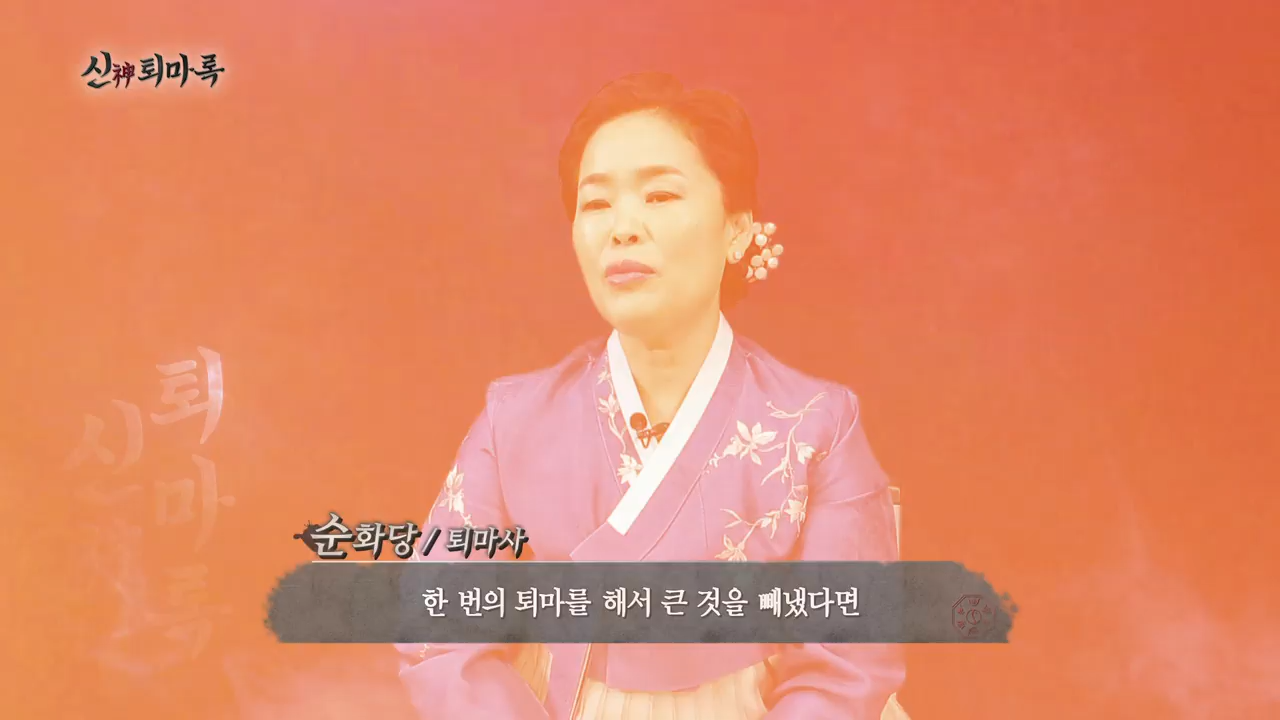 신神퇴마록
퇴마록
신
순화당 / 퇴마사
한 번의 퇴마를 해서 큰 것을 빼냈다면